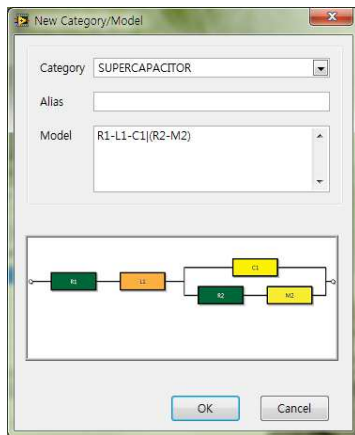 New Category/Model
Category SUPERCAPACITOR
Alias
Model R1-L1-C1|(R2-M2)
C1
R1 L1
R2 M2
OK Cancel